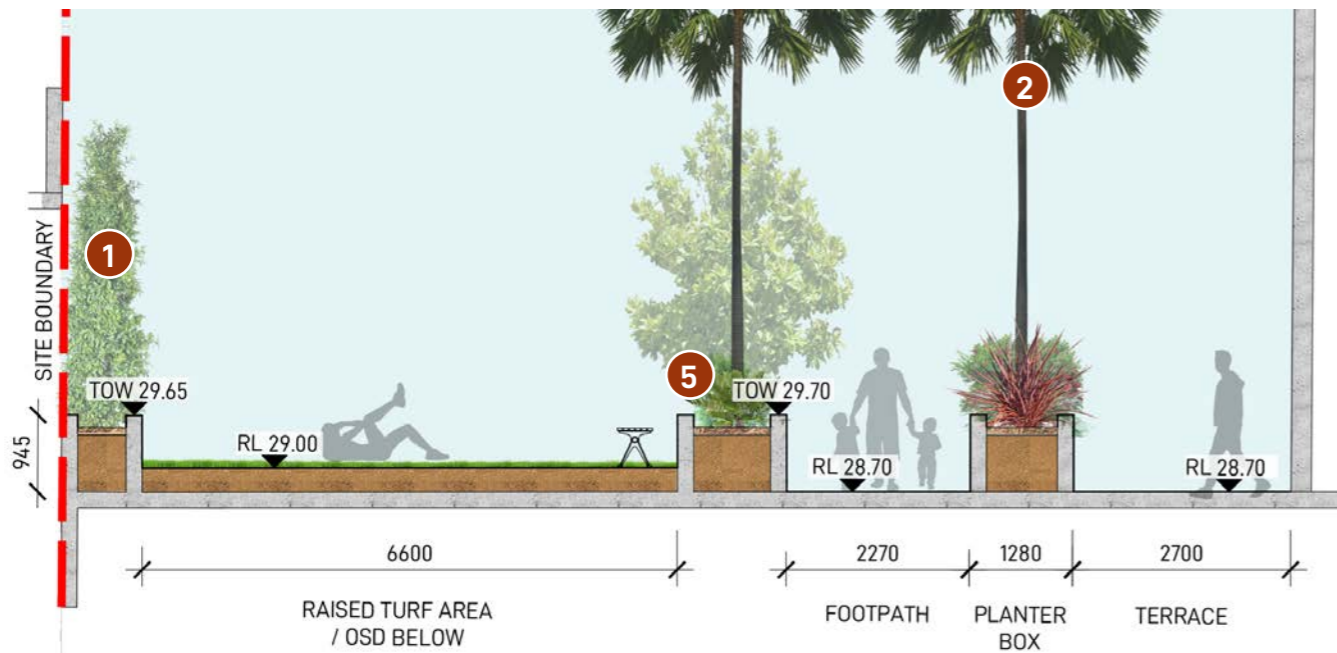 2
1
SITE BOUNDARY
5
TOW 29.65
TOW 29.70
945
RL 29.00
RL 28.70
RL 28.70
6600
2270
1280
2700
RAISED TURF AREA
/ OSD BELOW
FOOTPATH
PLANTER
BOX
TERRACE